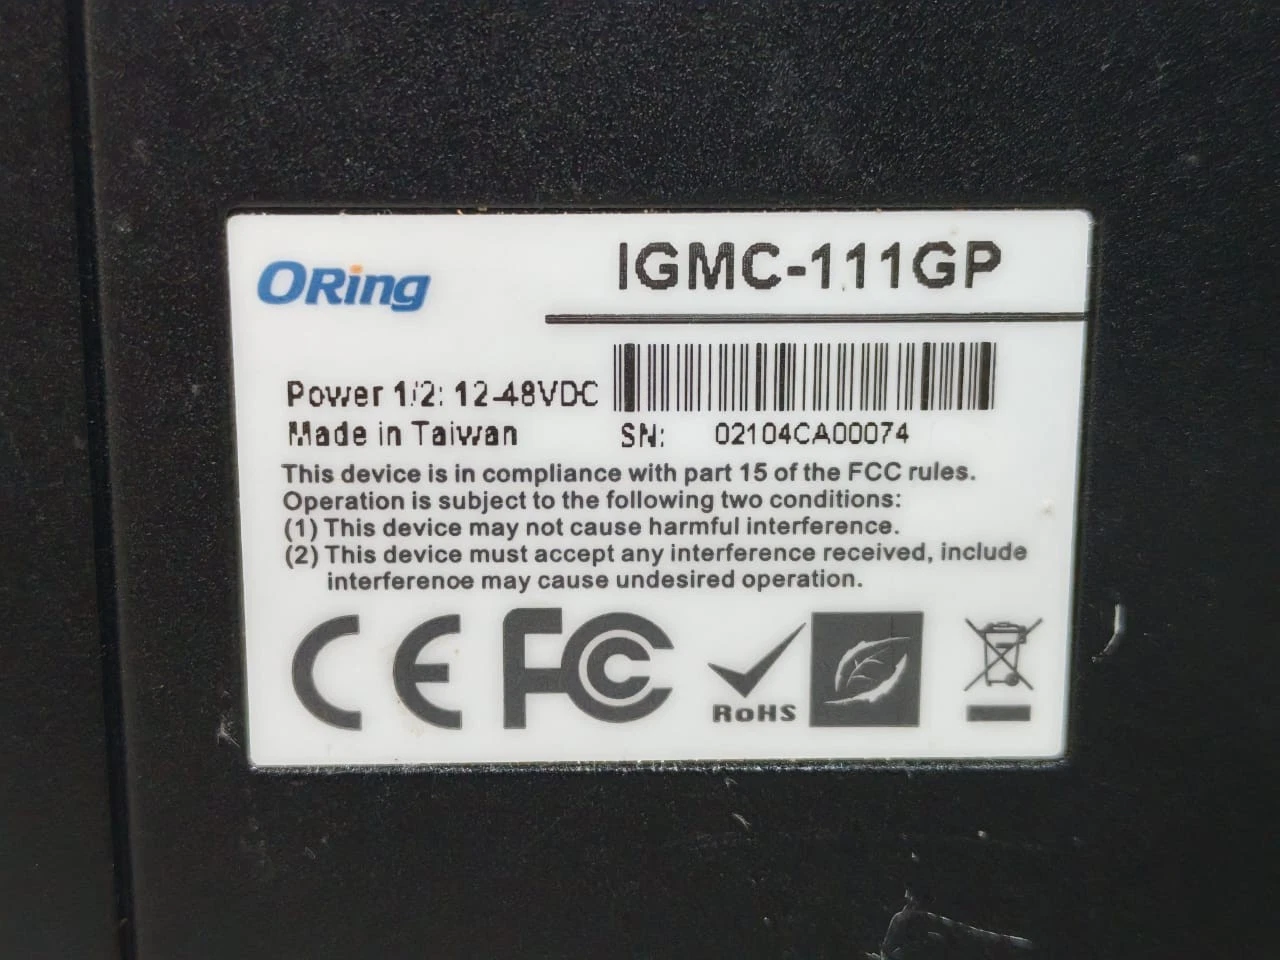 ORing
IGMC-111GP
Power 1/2: 12-48VDC
Made in Taiwan
SN: 02104CA00074
This device is in compliance with part 15 of the FCC rules.
Operation is subject to the following two conditions:
(1) This device may not cause harmful interference.
(2) This device must accept any interference received, include
interference may cause undesired operation.
CE FC RoHS